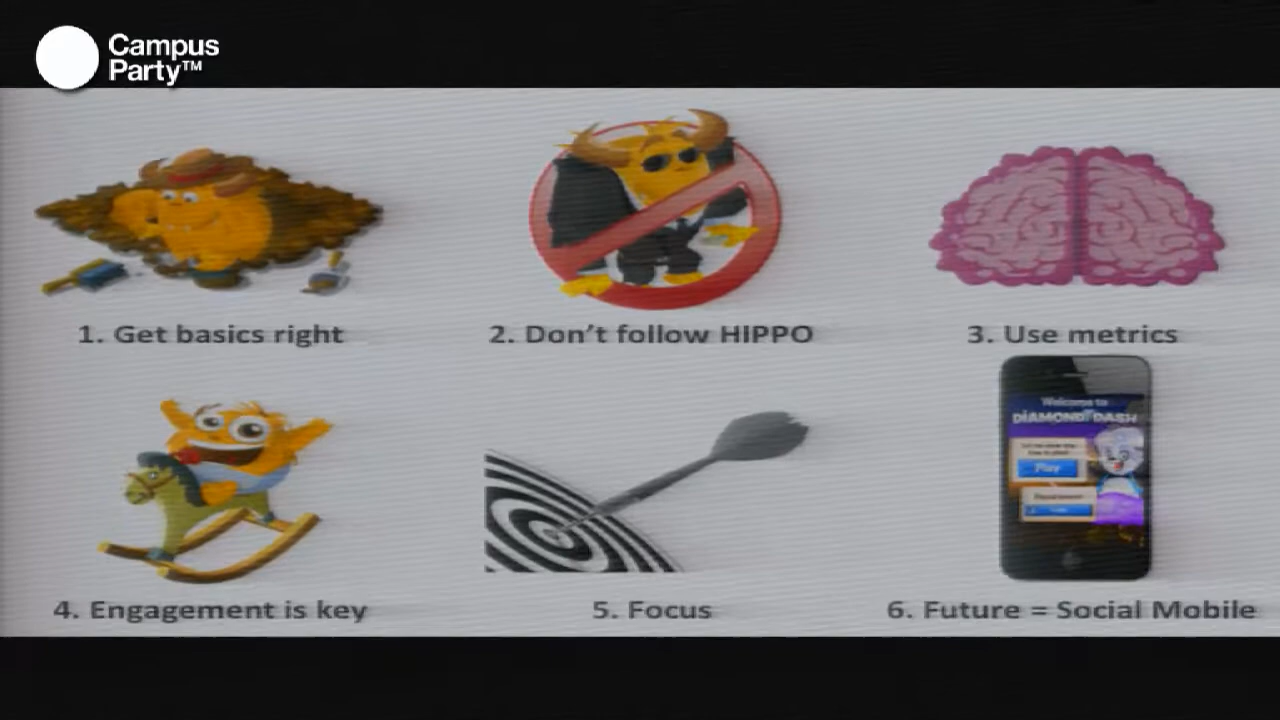 Campus
Party™
1. Get basics right
2. Don't follow HIPPO
3. Use metrics
Welcome to
DIAMOND DASH
Play
4. Engagement is key
5. Focus
6. Future = Social Mobile